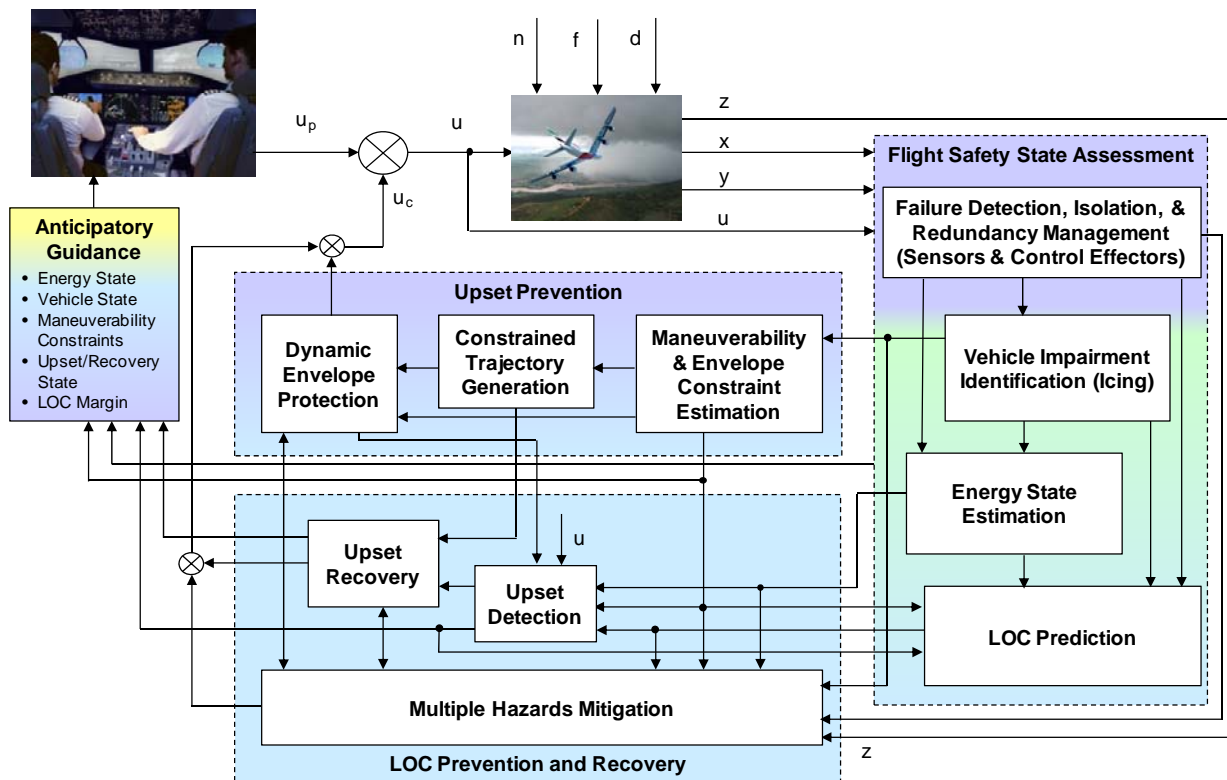 n
f
d
z
x
y
u
u_p
u
u_c
Flight Safety State Assessment
Failure Detection, Isolation, &
Redundancy Management
(Sensors & Control Effectors)
Anticipatory
Guidance
• Energy State
• Vehicle State
• Maneuverability
Constraints
• Upset/Recovery
State
• LOC Margin
Upset Prevention
Dynamic
Envelope
Protection
Constrained
Trajectory
Generation
Maneuverability
& Envelope
Constraint
Estimation
Vehicle Impairment
Identification (Icing)
Energy State
Estimation
u
Upset
Recovery
Upset
Detection
LOC Prediction
Multiple Hazards Mitigation
z
LOC Prevention and Recovery